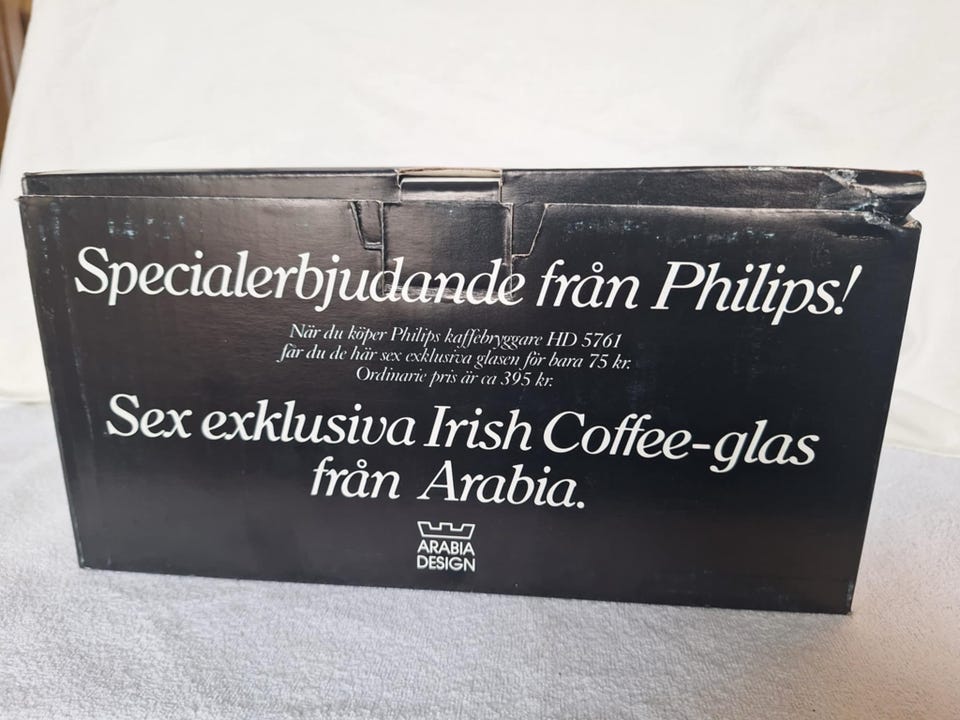 Specialerbjudande från Philips!
När du köper Philips kaffebryggare HD 5761
får du de här sex exklusiva glasen för bara 75 kr.
Ordinarie pris är ca 395 kr.
Sex exklusiva Irish Coffee-glas
från Arabia.
ARABIA
DESIGN